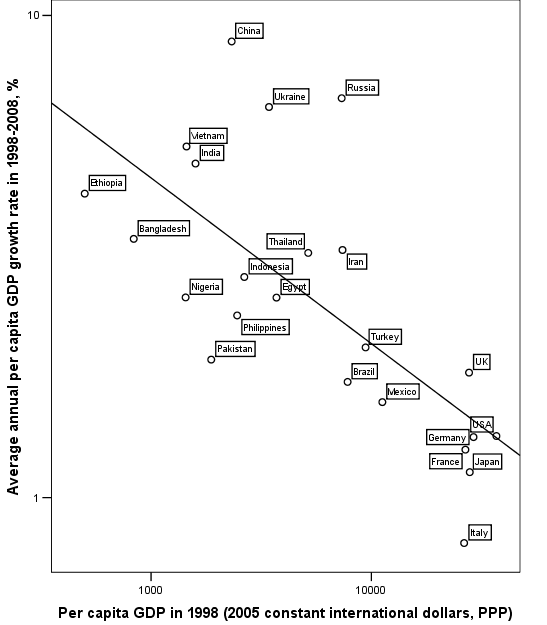 10
China
Russia
Ukraine
Vietnam
India
Ethiopia
Bangladesh
Thailand
Iran
Indonesia
Nigeria
Egypt
Philippines
Turkey
Pakistan
UK
Brazil
Mexico
USA
Germany
France
Japan
1
Italy
1000
10000
Per capita GDP in 1998 (2005 constant international dollars, PPP)
Average annual per capita GDP growth rate in 1998-2008, %